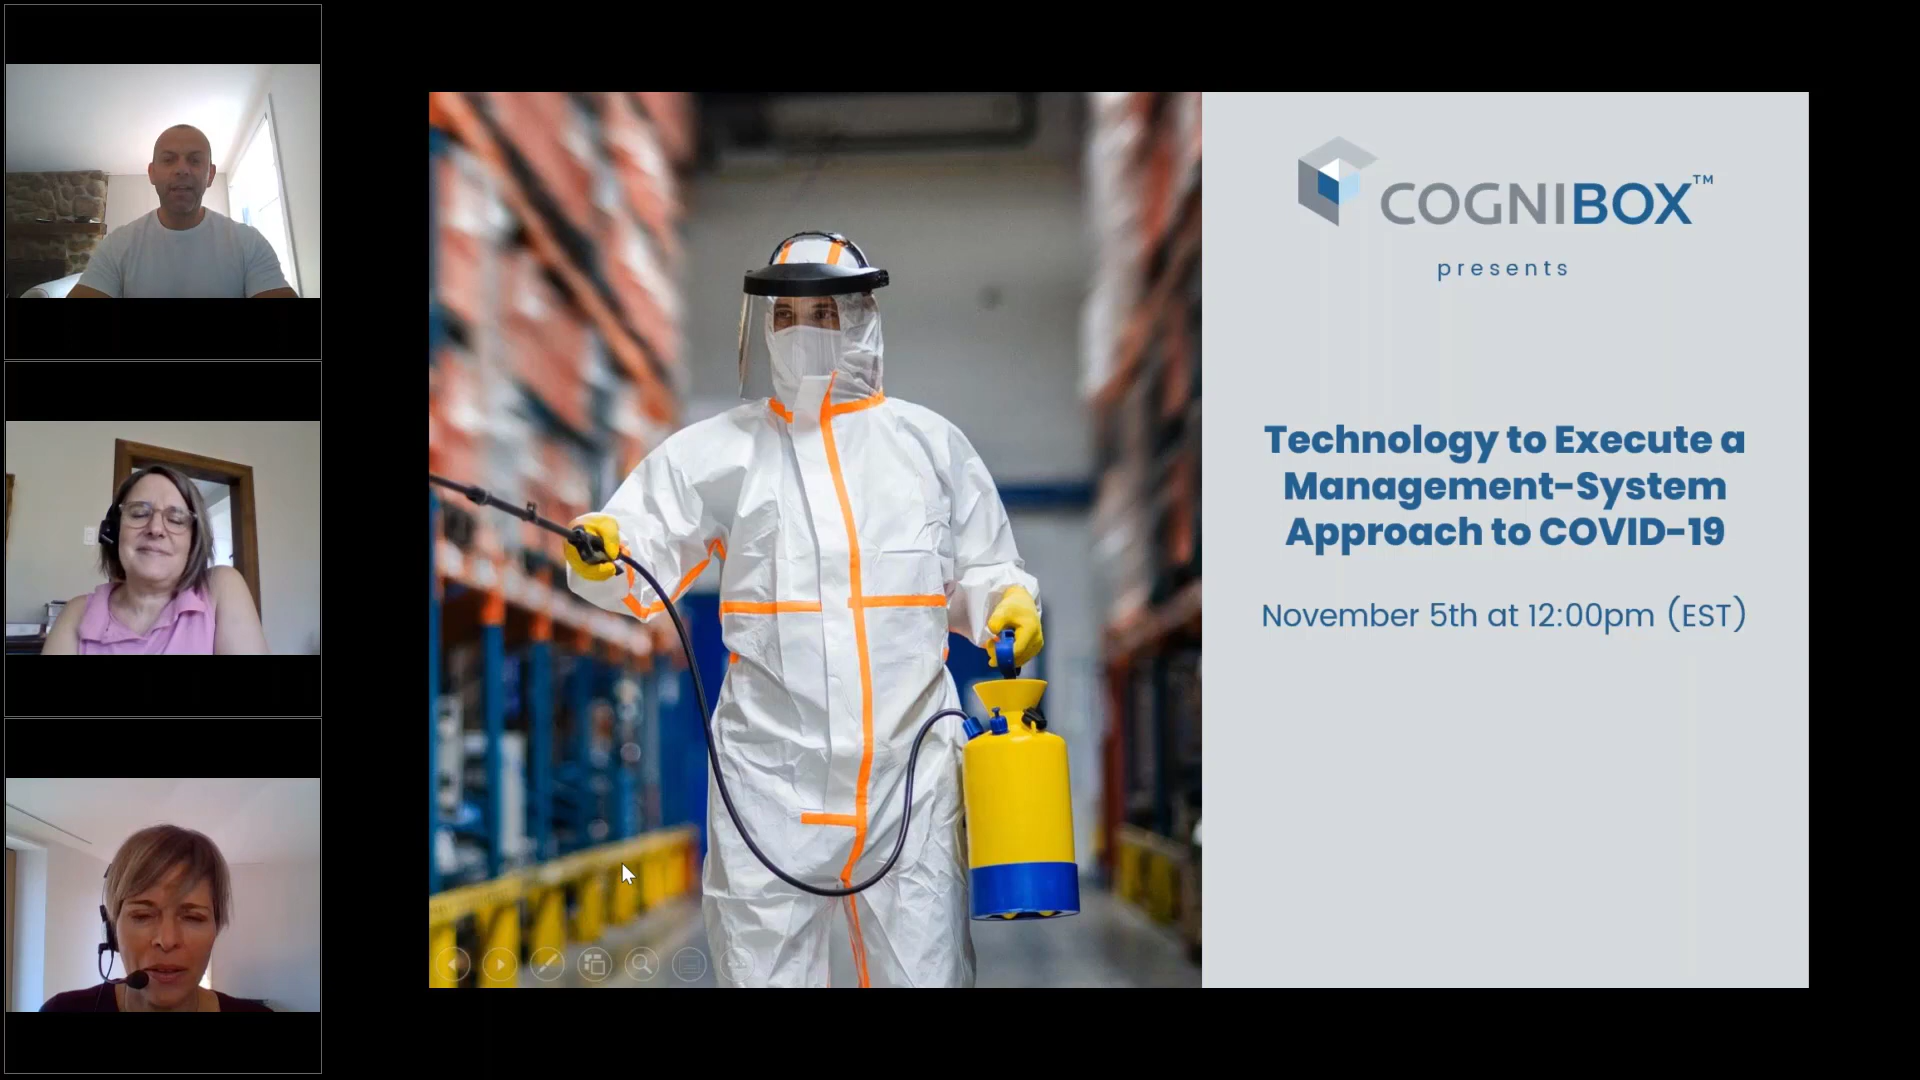 COGNIBOX™
presents
Technology to Execute a
Management-System
Approach to COVID-19
November 5th at 12:00pm (EST)